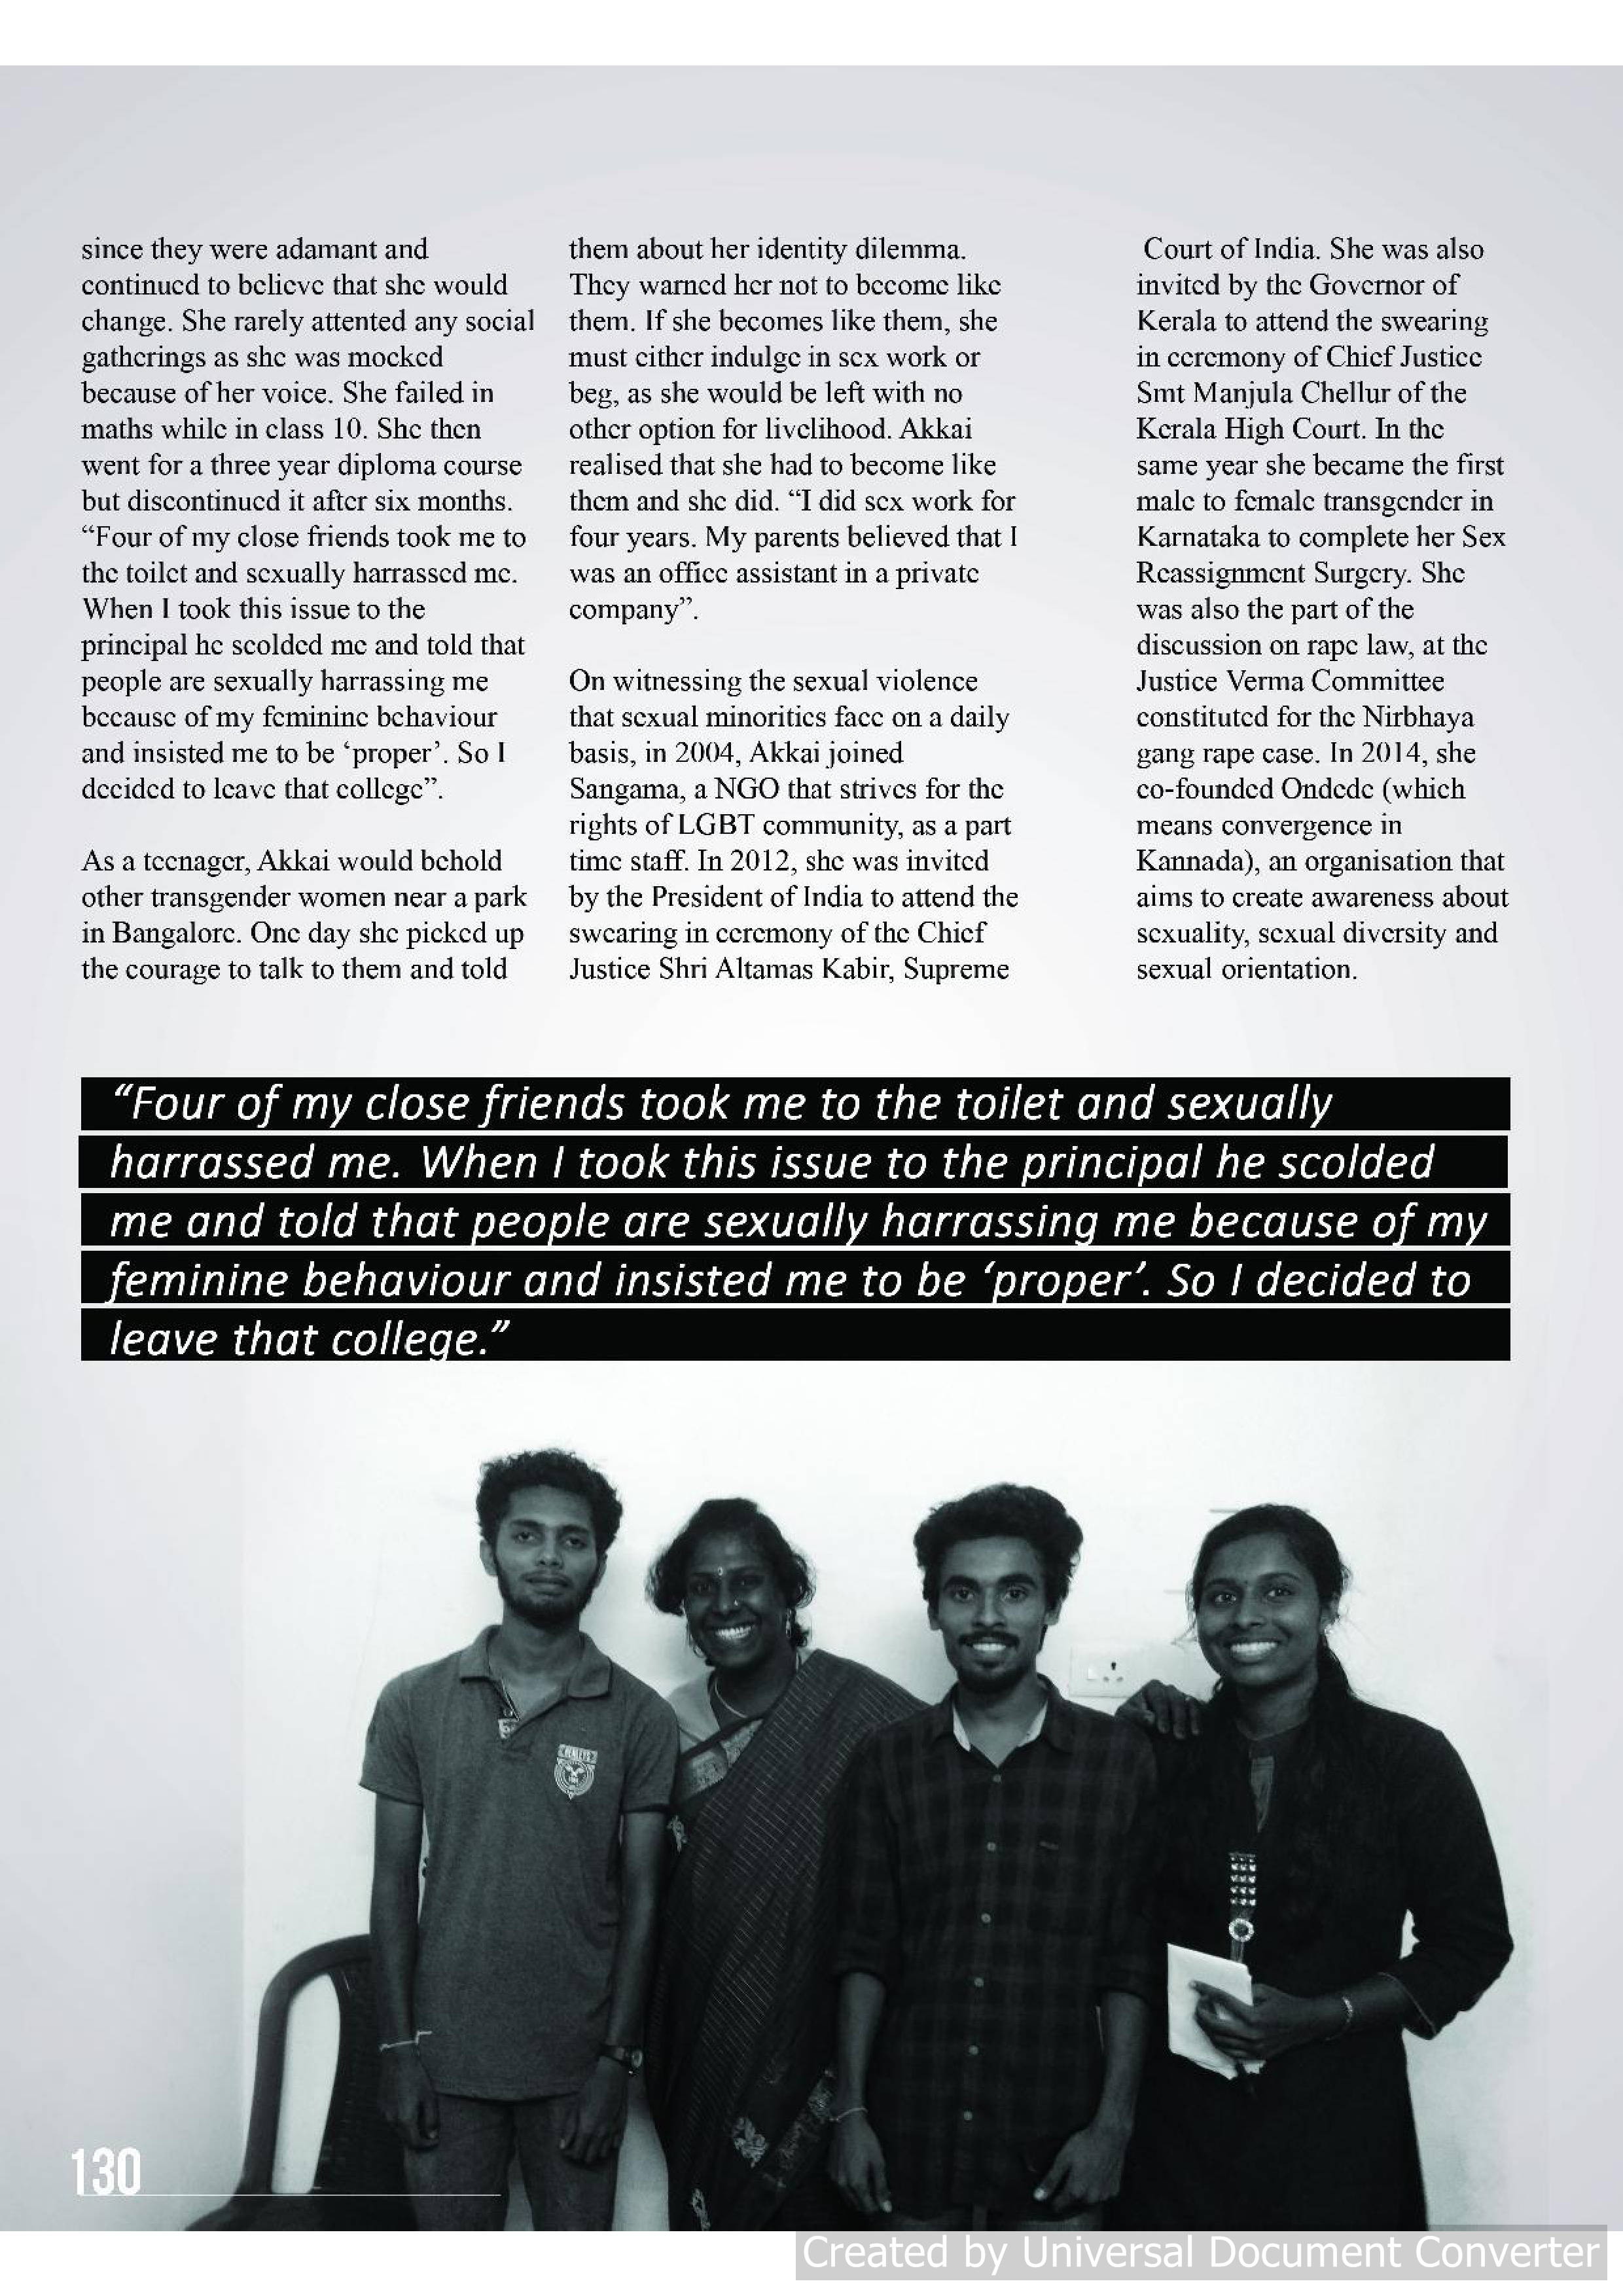 since they were adamant and
continued to believe that she would
change. She rarely attented any social
gatherings as she was mocked
because of her voice. She failed in
maths while in class 10. She then
went for a three year diploma course
but discontinued it after six months.
“Four of my close friends took me to
the toilet and sexually harrassed me.
When I took this issue to the
principal he scolded me and told that
people are sexually harrassing me
because of my feminine behaviour
and insisted me to be ‘proper’. So I
decided to leave that college”.
As a teenager, Akkai would behold
other transgender women near a park
in Bangalore. One day she picked up
the courage to talk to them and told
them about her identity dilemma.
They warned her not to become like
them. If she becomes like them, she
must either indulge in sex work or
beg, as she would be left with no
other option for livelihood. Akkai
realised that she had to become like
them and she did. “I did sex work for
four years. My parents believed that I
was an office assistant in a private
company”.
On witnessing the sexual violence
that sexual minorities face on a daily
basis, in 2004, Akkai joined
Sangama, a NGO that strives for the
rights of LGBT community, as a part
time staff. In 2012, she was invited
by the President of India to attend the
swearing in ceremony of the Chief
Justice Shri Altamas Kabir, Supreme
Court of India. She was also
invited by the Governor of
Kerala to attend the swearing
in ceremony of Chief Justice
Smt Manjula Chellur of the
Kerala High Court. In the
same year she became the first
male to female transgender in
Karnataka to complete her Sex
Reassignment Surgery. She
was also the part of the
discussion on rape law, at the
Justice Verma Committee
constituted for the Nirbhaya
gang rape case. In 2014, she
co-founded Ondede (which
means convergence in
Kannada), an organisation that
aims to create awareness about
sexuality, sexual diversity and
sexual orientation.
“Four of my close friends took me to the toilet and sexually
harrassed me. When I took this issue to the principal he scolded
me and told that people are sexually harrassing me because of my
feminine behaviour and insisted me to be ‘proper’. So I decided to
leave that college.”
130
Created by Universal Document Converter